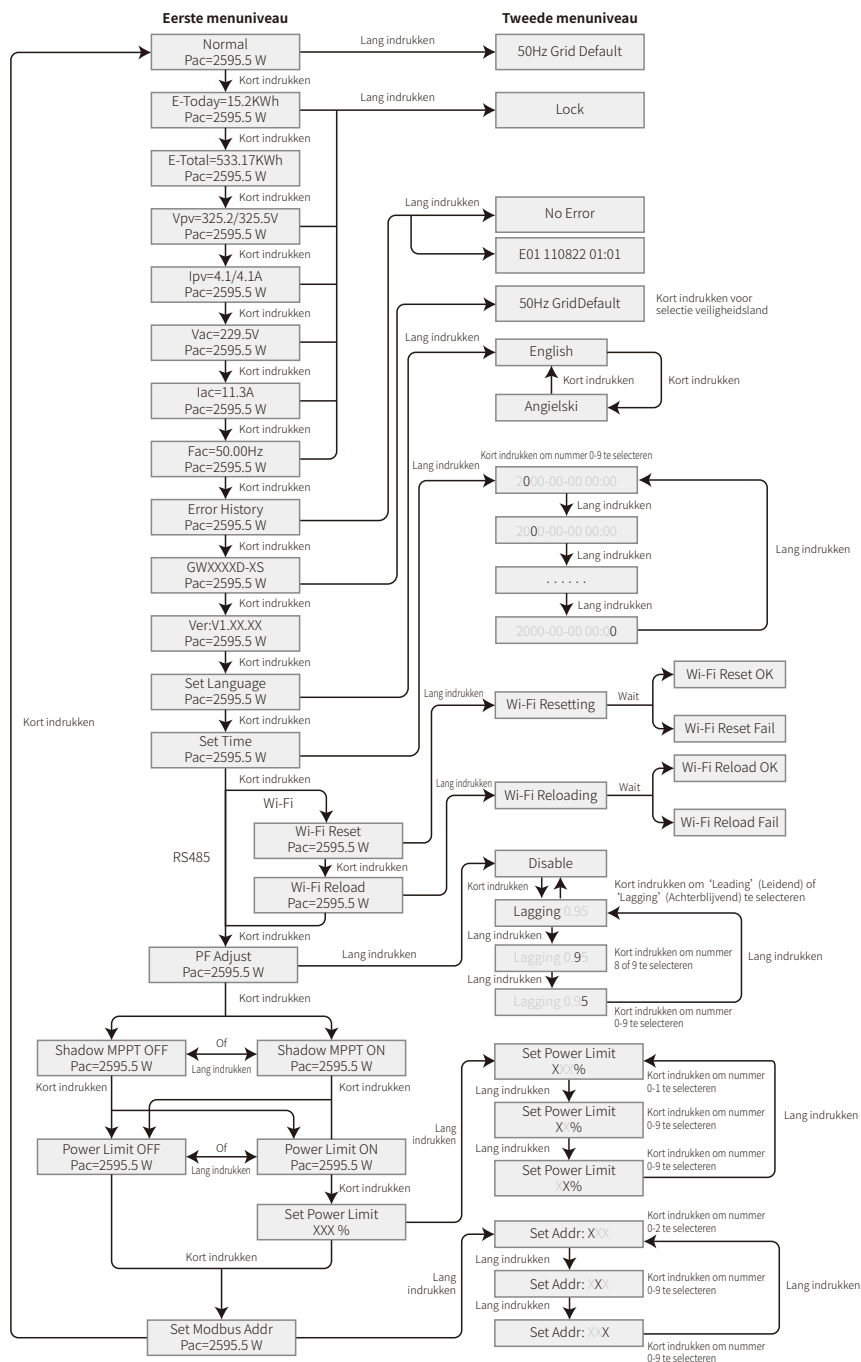 Eerste menuniveau
Tweede menuniveau
Normal
Pac=2595.5 W
Lang indrukken
50Hz Grid Default
Kort indrukken
E-Today=15.2KWh
Pac=2595.5 W
Lang indrukken
Lock
Kort indrukken
E-Total=533.17KWh
Pac=2595.5 W
Kort indrukken
Vpv=325.2/325.5V
Pac=2595.5 W
Lang indrukken
No Error
E01 110822 01:01
Kort indrukken
Ipv=4.1/4.1A
Pac=2595.5 W
50Hz GridDefault
Kort indrukken voor
selectie veiligheidsland
Kort indrukken
Vac=229.5V
Pac=2595.5 W
Lang indrukken
English
Kort indrukken
Kort indrukken
Angielski
Kort indrukken
Iac=11.3A
Pac=2595.5 W
Kort indrukken
Fac=50.00Hz
Pac=2595.5 W
Kort indrukken om nummer 0-9 te selecteren
Lang indrukken
2000-00-00 00:00
Lang indrukken
2000-00-00 00:00
Lang indrukken
. . . . . .
Lang indrukken
2000-00-00 00:00
Lang indrukken
Kort indrukken
Error History
Pac=2595.5 W
Kort indrukken
GWXXXXD-XS
Pac=2595.5 W
Kort indrukken
Ver:V1.XX.XX
Pac=2595.5 W
Kort indrukken
Set Language
Pac=2595.5 W
Kort indrukken
Kort indrukken
Set Time
Pac=2595.5 W
Lang indrukken
Wi-Fi Resetting
Wait
Wi-Fi Reset OK
Wi-Fi Reset Fail
Kort indrukken
Wi-Fi
RS485
Wi-Fi Reset
Pac=2595.5 W
Kort indrukken
Wi-Fi Reload
Pac=2595.5 W
Lang indrukken
Wi-Fi Reloading
Wait
Wi-Fi Reload OK
Wi-Fi Reload Fail
Kort indrukken
PF Adjust
Pac=2595.5 W
Lang indrukken
Disable
Kort indrukken
Kort indrukken om ‘Leading’ (Leidend) of
‘Lagging’ (Achterblijvend) te selecteren
Lagging 0.95
Lang indrukken
Lagging 0.95
Kort indrukken om nummer
8 of 9 te selecteren
Lang indrukken
Lang indrukken
Lagging 0.95
Kort indrukken om nummer
0-9 te selecteren
Kort indrukken
Shadow MPPT OFF
Pac=2595.5 W
Of
Lang indrukken
Shadow MPPT ON
Pac=2595.5 W
Kort indrukken
Kort indrukken
Power Limit OFF
Pac=2595.5 W
Of
Lang indrukken
Power Limit ON
Pac=2595.5 W
Kort indrukken
Set Power Limit
XXX %
Lang
indrukken
Set Power Limit
XXX%
Kort indrukken om nummer
0-1 te selecteren
Lang indrukken
Set Power Limit
XX%
Kort indrukken om nummer
0-9 te selecteren
Lang indrukken
Lang indrukken
Set Power Limit
XX%
Kort indrukken om nummer
0-9 te selecteren
Kort indrukken
Set Modbus Addr
Pac=2595.5 W
Lang
indrukken
Set Addr: XXX
Kort indrukken om nummer
0-2 te selecteren
Lang indrukken
Set Addr: XXX
Kort indrukken om nummer
0-9 te selecteren
Lang indrukken
Lang indrukken
Set Addr: XXX
Kort indrukken om nummer
0-9 te selecteren